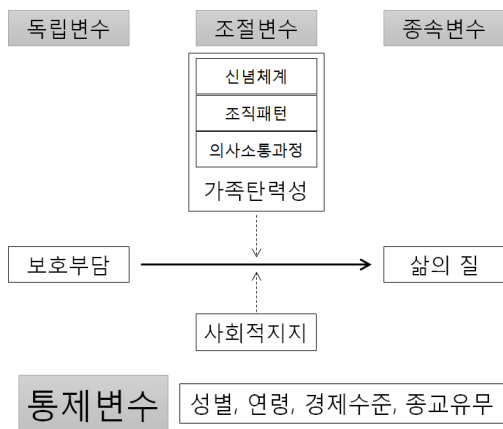 독립변수
조절변수
종속변수
신념체계
조직패턴
의사소통과정
가족탄력성
보호부담
삶의 질
사회적지지
통제변수
성별, 연령, 경제수준, 종교유무